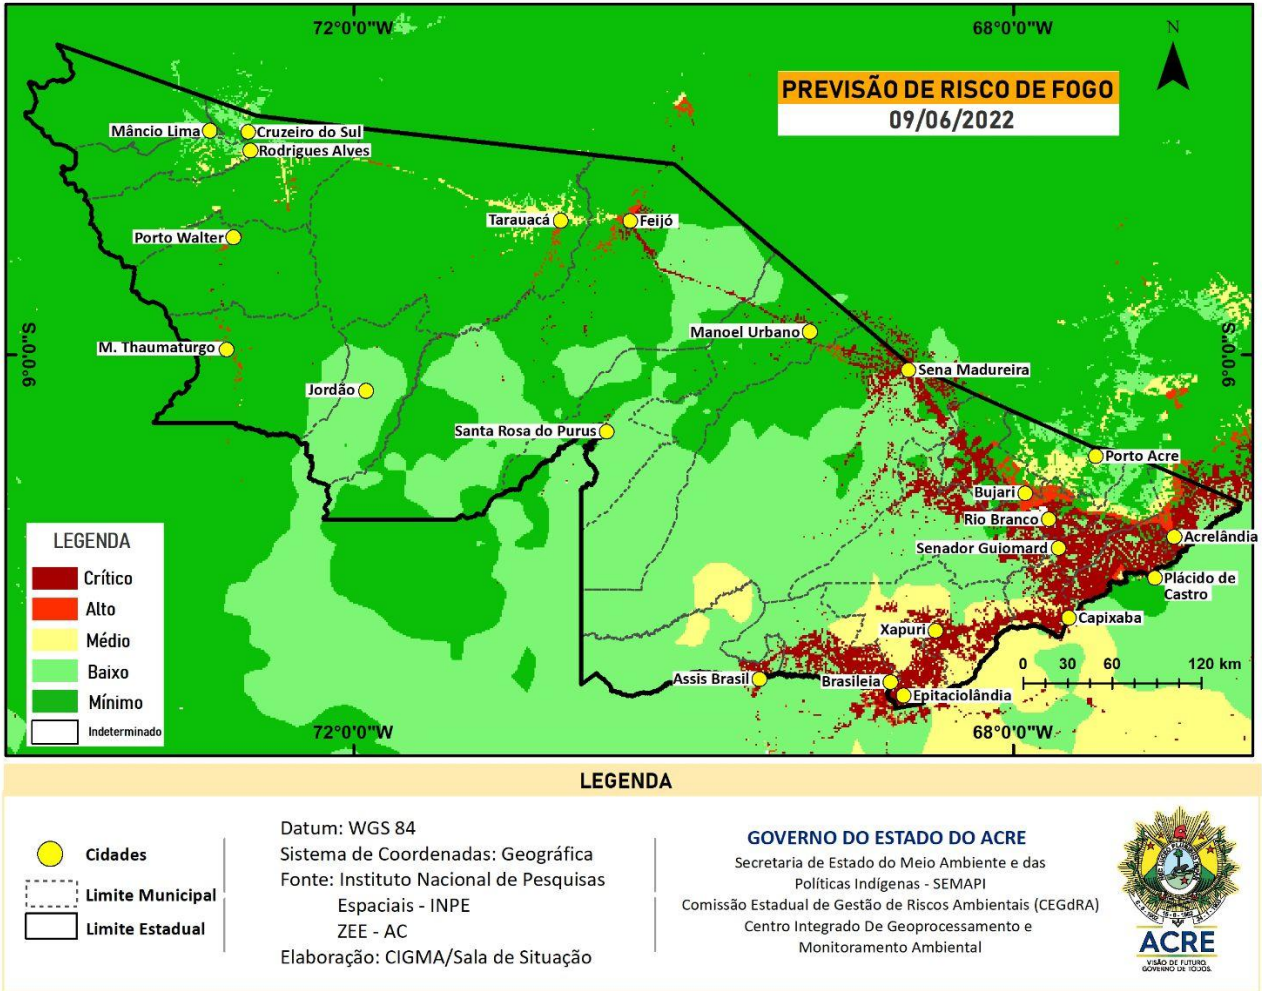 72°0'0"W
68°0'0"W
N
PREVISÃO DE RISCO DE FOGO
09/06/2022
Mâncio Lima
Cruzeiro do Sul
Rodrigues Alves
Tarauacá
Feijó
Porto Walter
9°0'0"S
M. Thaumaturgo
Manoel Urbano
9°0'0"S
Sena Madureira
Jordão
Santa Rosa do Purus
Porto Acre
Bujari
Rio Branco
Acrelândia
Senador Guiomard
Plácido de
Castro
Capixaba
Xapuri
Assis Brasil
Brasileia
Epitaciolândia
0 30 60 120 km
LEGENDA
Crítico
Alto
Médio
Baixo
Mínimo
Indeterminado
72°0'0"W
68°0'0"W
LEGENDA
Cidades
Limite Municipal
Limite Estadual
Datum: WGS 84
Sistema de Coordenadas: Geográfica
Fonte: Instituto Nacional de Pesquisas
Espaciais - INPE
ZEE - AC
Elaboração: CIGMA/Sala de Situação
GOVERNO DO ESTADO DO ACRE
Secretaria de Estado do Meio Ambiente e das
Políticas Indígenas - SEMAPI
Comissão Estadual de Gestão de Riscos Ambientais (CEGdRA)
Centro Integrado De Geoprocessamento e
Monitoramento Ambiental
ACRE
VISÃO DE FUTURO,
GOVERNO DE TODOS.